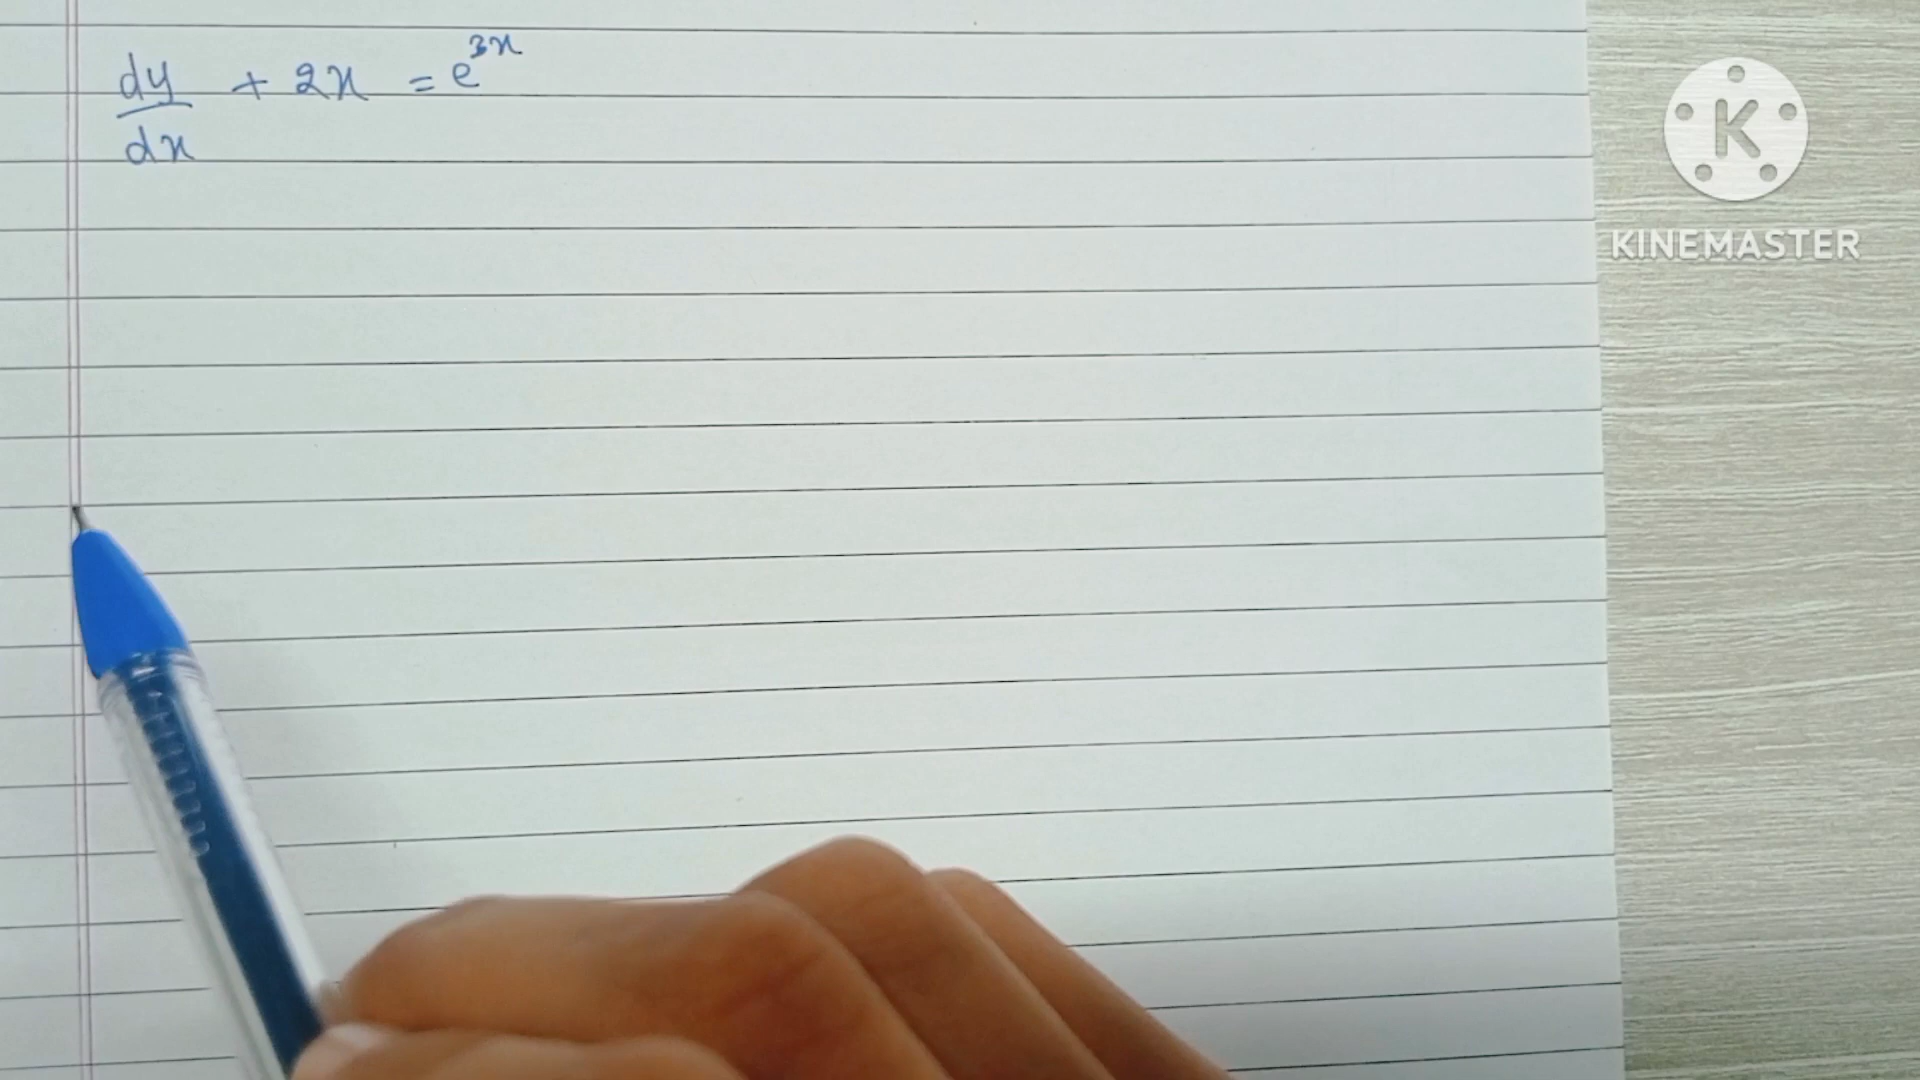 dy/dx + 2x = e^3x
K
KINEMASTER